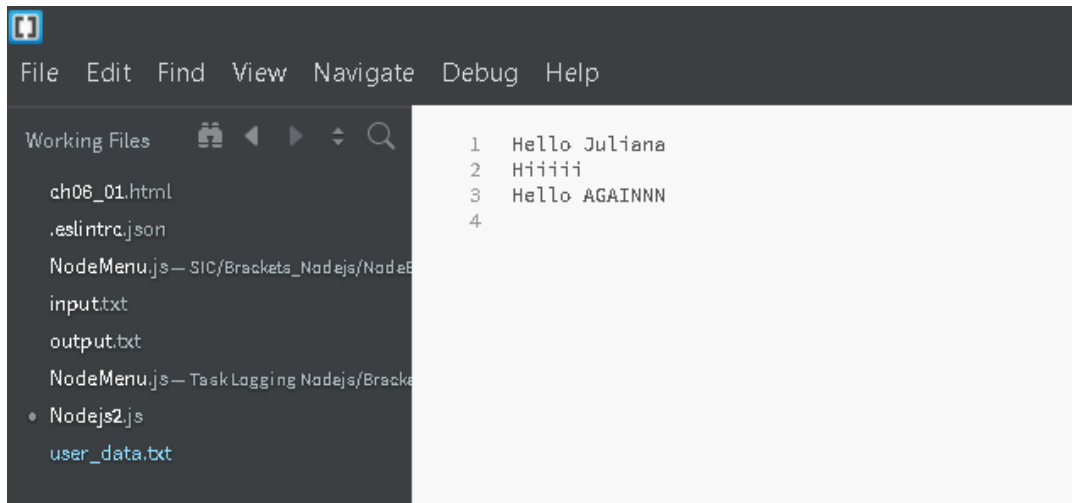 File Edit Find View Navigate Debug Help
Working Files
ch06_01.html
.eslintrc.json
NodeMenu.js — SIC/Brackets_Nodejs/NodeE
input.txt
output.txt
NodeMenu.js — Task Logging Nodejs/Bracke
Nodejs2.js
user_data.txt
1 Hello Juliana
2 Hiiiii
3 Hello AGAINNN
4